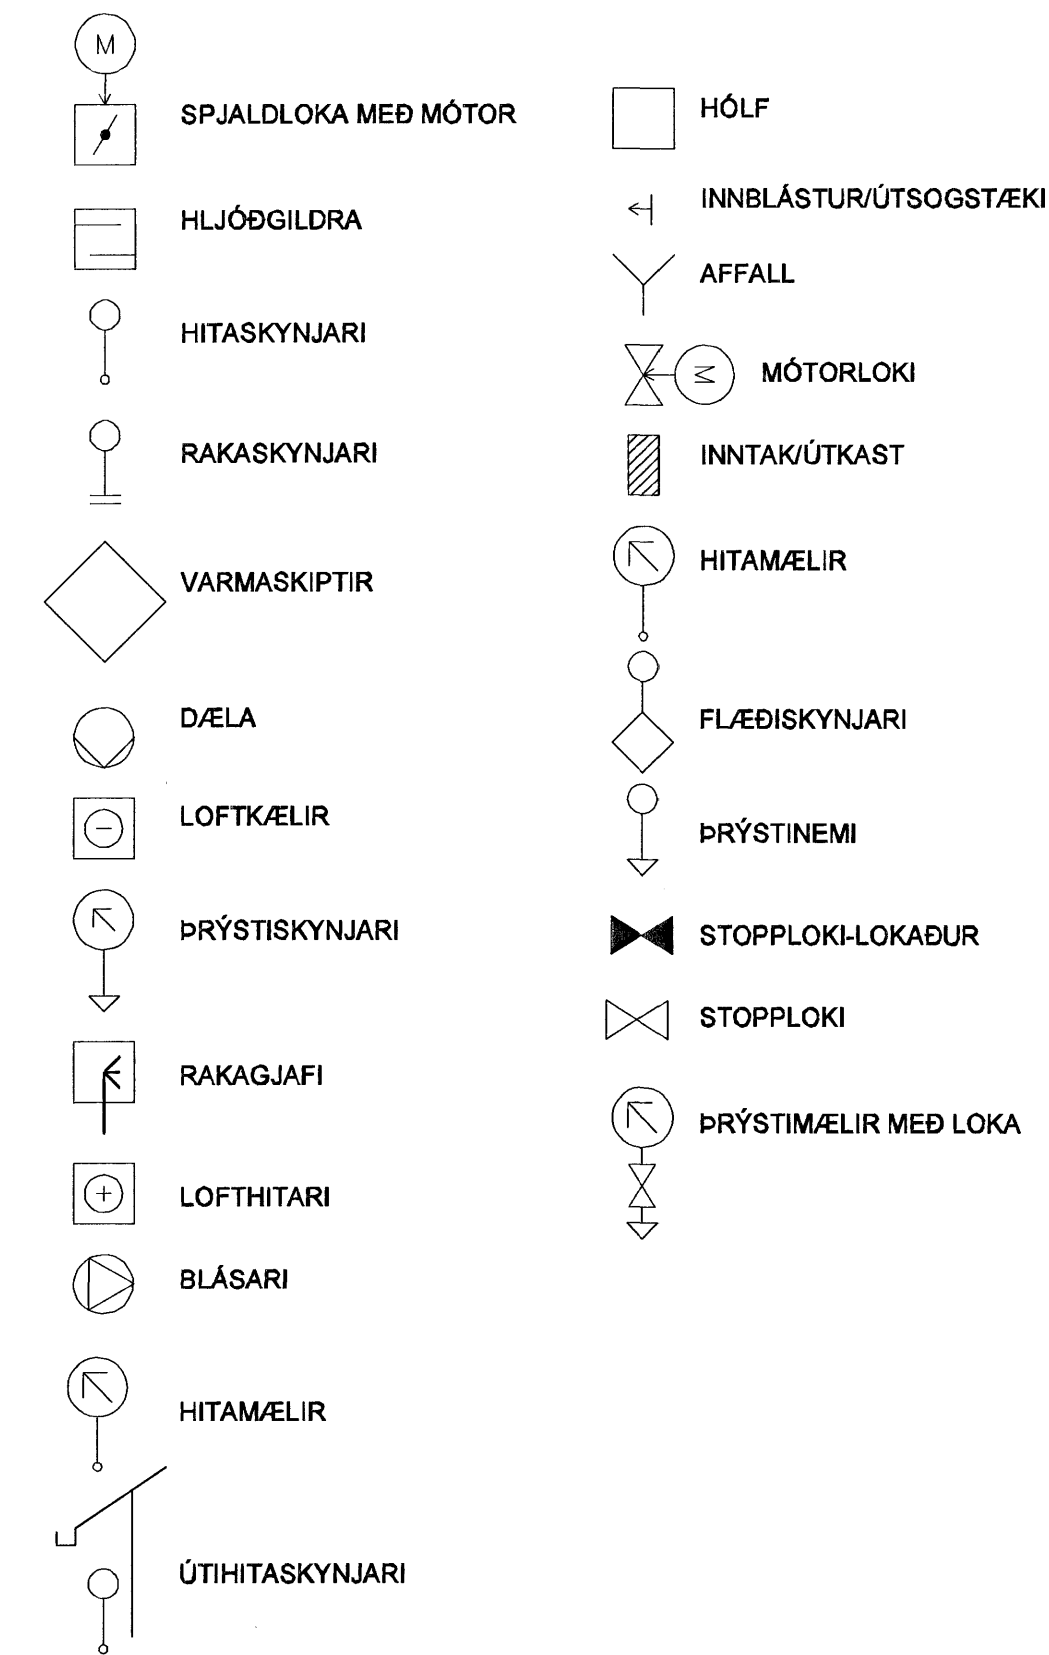 M
SPJALDLOKA MEÐ MÓTOR
HLJÓÐGILDRA
HITASKYNJARI
RAKASKYNJARI
VARMASKIPTIR
DÆLA
LOFTKÆLIR
ÞRÝSTISKYNJARI
RAKAGJAFI
LOFTHITARI
BLÁSARI
HITAMÆLIR
ÚTIHITASKYNJARI
HÓLF
INNBLÁSTUR/ÚTSOGSTÆKI
AFFALL
M
MÓTORLOKI
INNTAK/ÚTKAST
HITAMÆLIR
FLÆÐISKYNJARI
ÞRÝSTINEMI
STOPPLOKI-LOKAÐUR
STOPPLOKI
ÞRÝSTIMÆLIR MEÐ LOKA